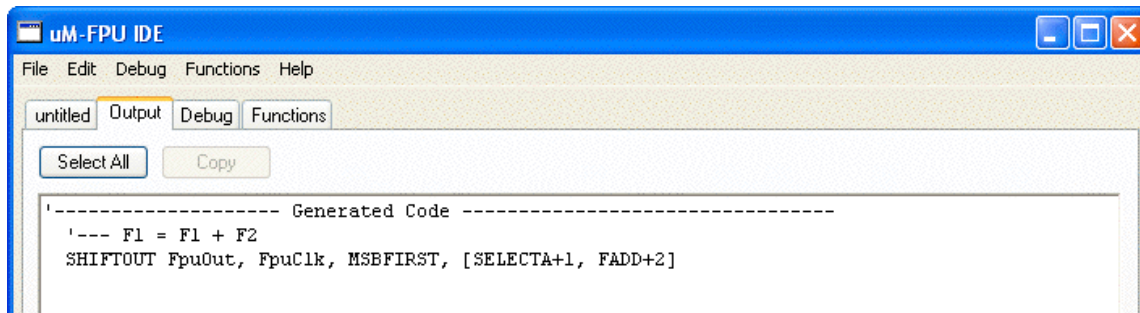 uM-FPU IDE
File Edit Debug Functions Help
untitled Output Debug Functions
Select All Copy
'-------------------- Generated Code ---------------------------------
'--- F1 = F1 + F2
SHIFTOUT FpuOut, FpuClk, MSBFIRST, [SELECTA+1, FADD+2]